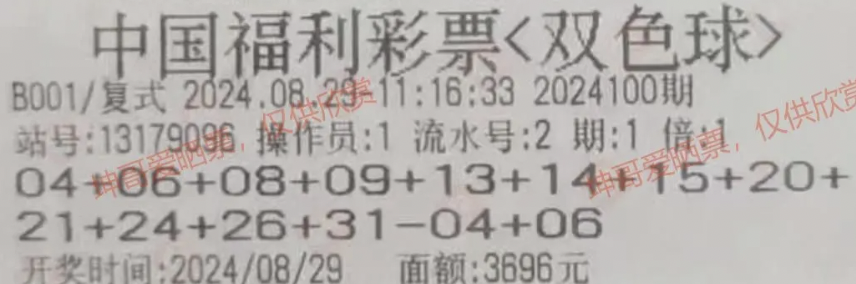 中国福利彩票<双色球>
B001/复式 2024.08.29-11:16:33 2024100期
站号:13179096 操作员:1 流水号:2 期:1 倍:1
04+06+08+09+13+14+15+20+
21+24+26+31-04+06
开奖时间:2024/08/29 面额:3696元
坤哥爱晒票，仅供欣赏
坤哥爱晒票，仅供欣赏